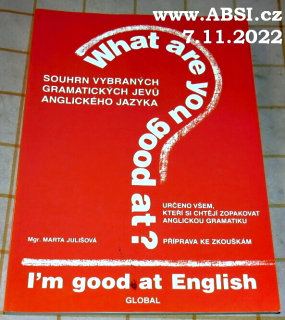 www.ABSI.cz
7.11.2022
What are you good at?
SOUHRN VYBRANÝCH
GRAMATICKÝCH JEVŮ
ANGLICKÉHO JAZYKA
URČENO VŠEM,
KTEŘÍ SI CHTĚJÍ ZOPAKOVAT
ANGLICKOU GRAMATIKU
Mgr. MARTA JULIŠOVÁ
PŘÍPRAVA KE ZKOUŠKÁM
I'm good at English
GLOBAL